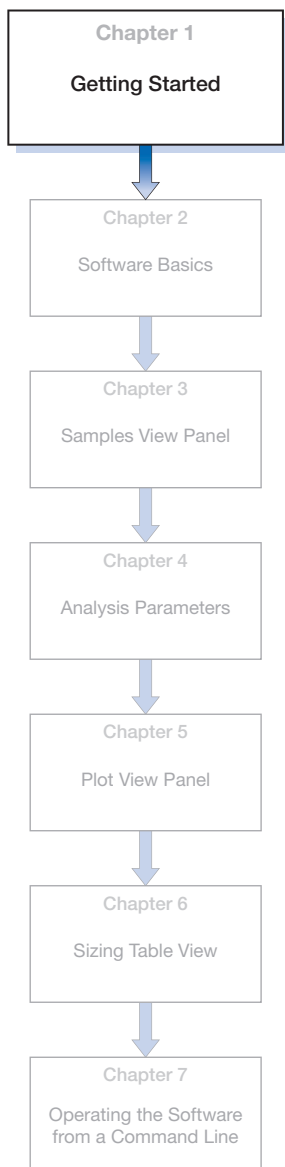 Chapter 1
Getting Started
Chapter 2
Software Basics
Chapter 3
Samples View Panel
Chapter 4
Analysis Parameters
Chapter 5
Plot View Panel
Chapter 6
Sizing Table View
Chapter 7
Operating the Software
from a Command Line